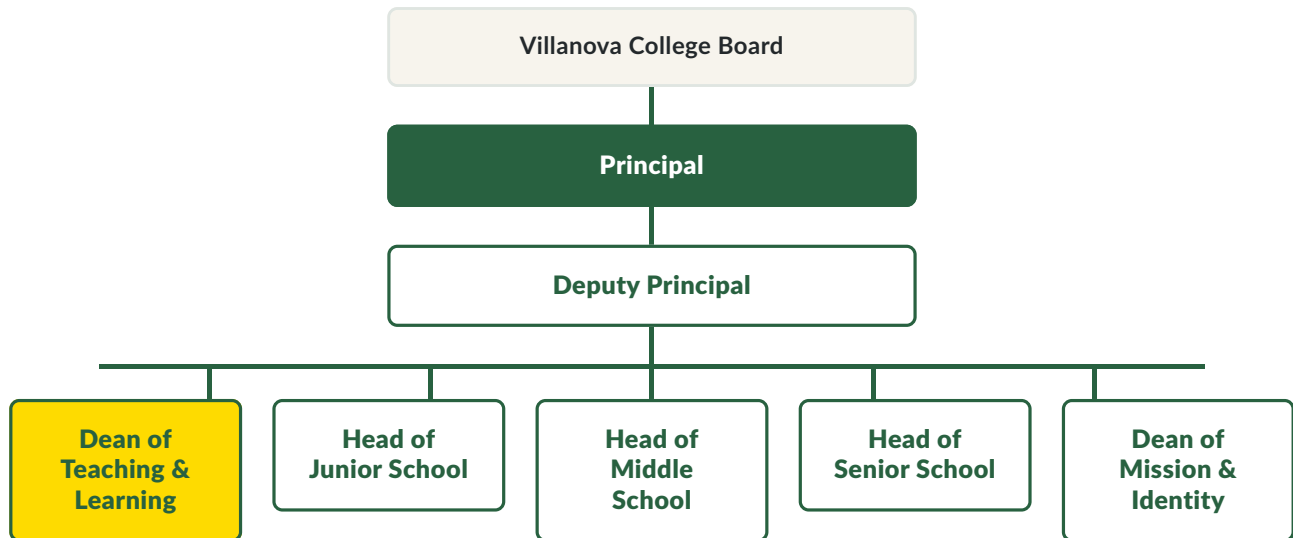 Villanova College Board
Principal
Deputy Principal
Dean of
Teaching &
Learning
Head of
Junior School
Head of
Middle
School
Head of
Senior School
Dean of
Mission &
Identity